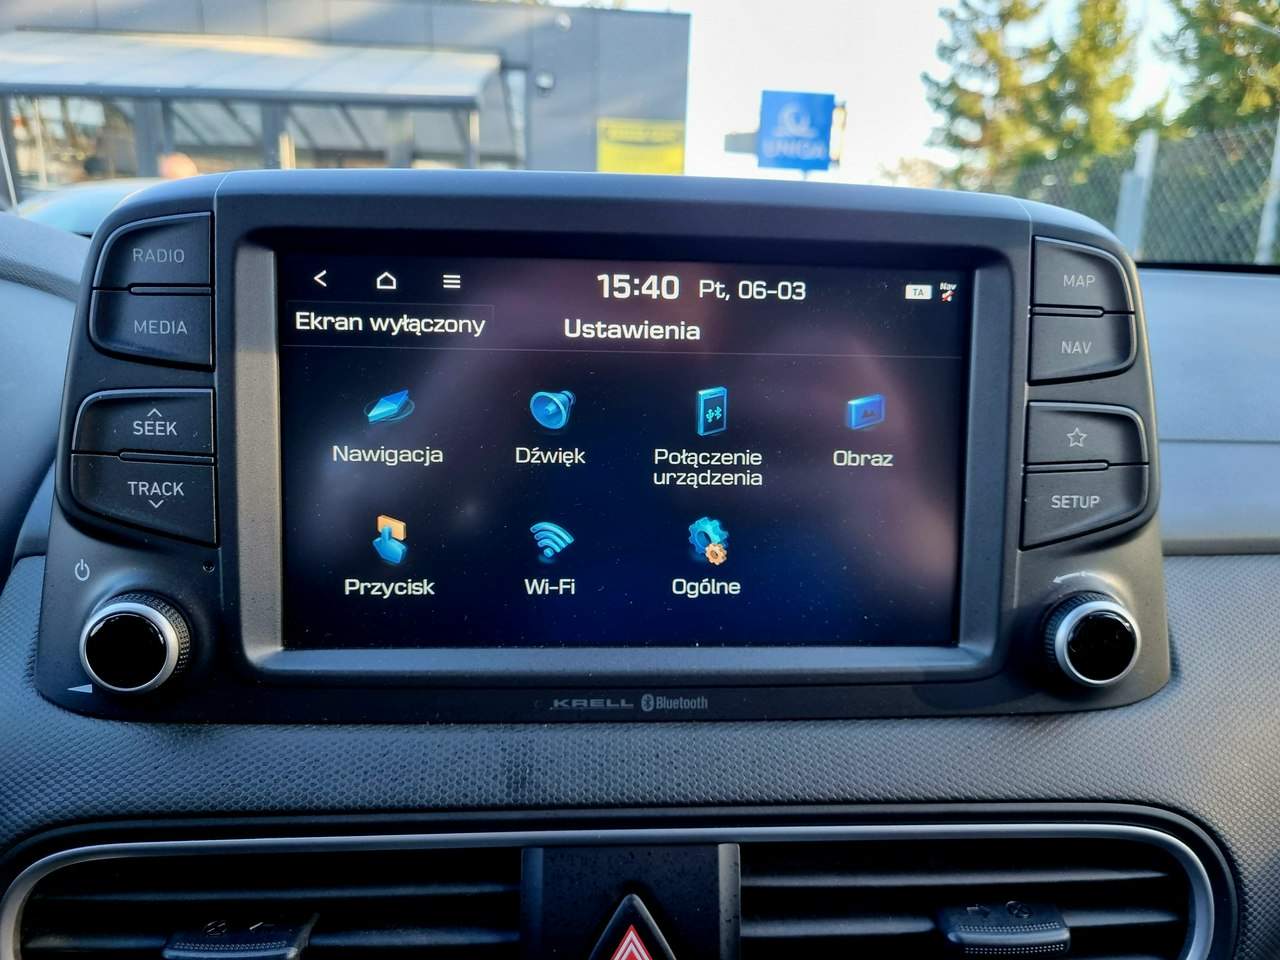 RADIO
MEDIA
SEEK
TRACK
15:40 Pt, 06-03
TA
Nav
Ekran wyłączony
Ustawienia
Nawigacja
Dźwięk
Połączenie
urządzenia
Obraz
Przycisk
Wi-Fi
Ogólne
MAP
NAV
SETUP
KRELL
Bluetooth